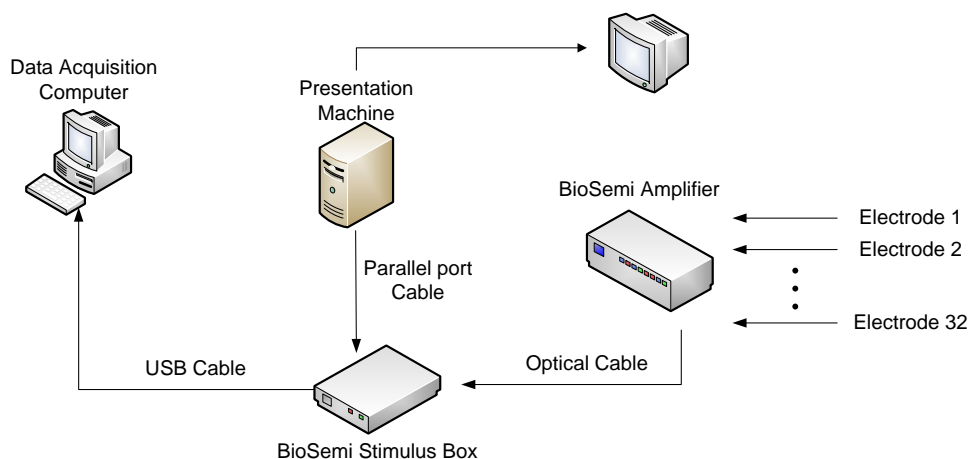 Data Acquisition
Computer
Presentation
Machine
BioSemi Amplifier
Electrode 1
Electrode 2
Electrode 32
Parallel port
Cable
USB Cable
Optical Cable
BioSemi Stimulus Box